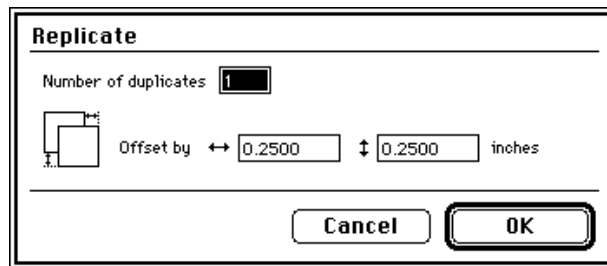 Replicate
Number of duplicates 1
Offset by ↔ 0.2500 ↕ 0.2500 inches
Cancel OK